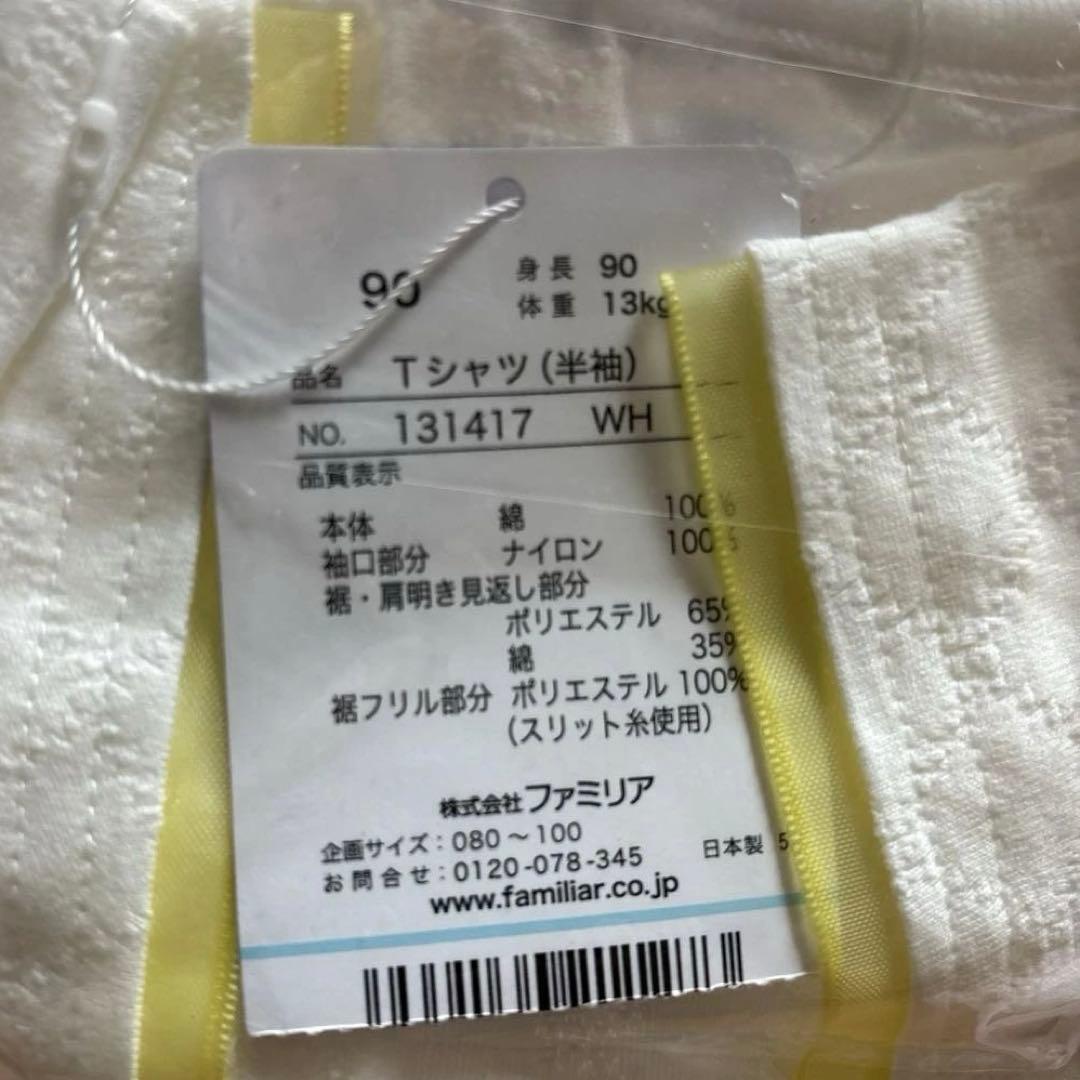 90
身長 90
体重 13kg
品名 Tシャツ(半袖)
NO. 131417 WH
品質表示
本体 綿 100%
袖口部分 ナイロン 100%
裾・肩明き見返し部分
ポリエステル 65%
綿 35%
裾フリル部分 ポリエステル 100%
(スリット糸使用)
株式会社ファミリア
企画サイズ:080~100
お問合せ:0120-078-345 日本製 5
www.familiar.co.jp